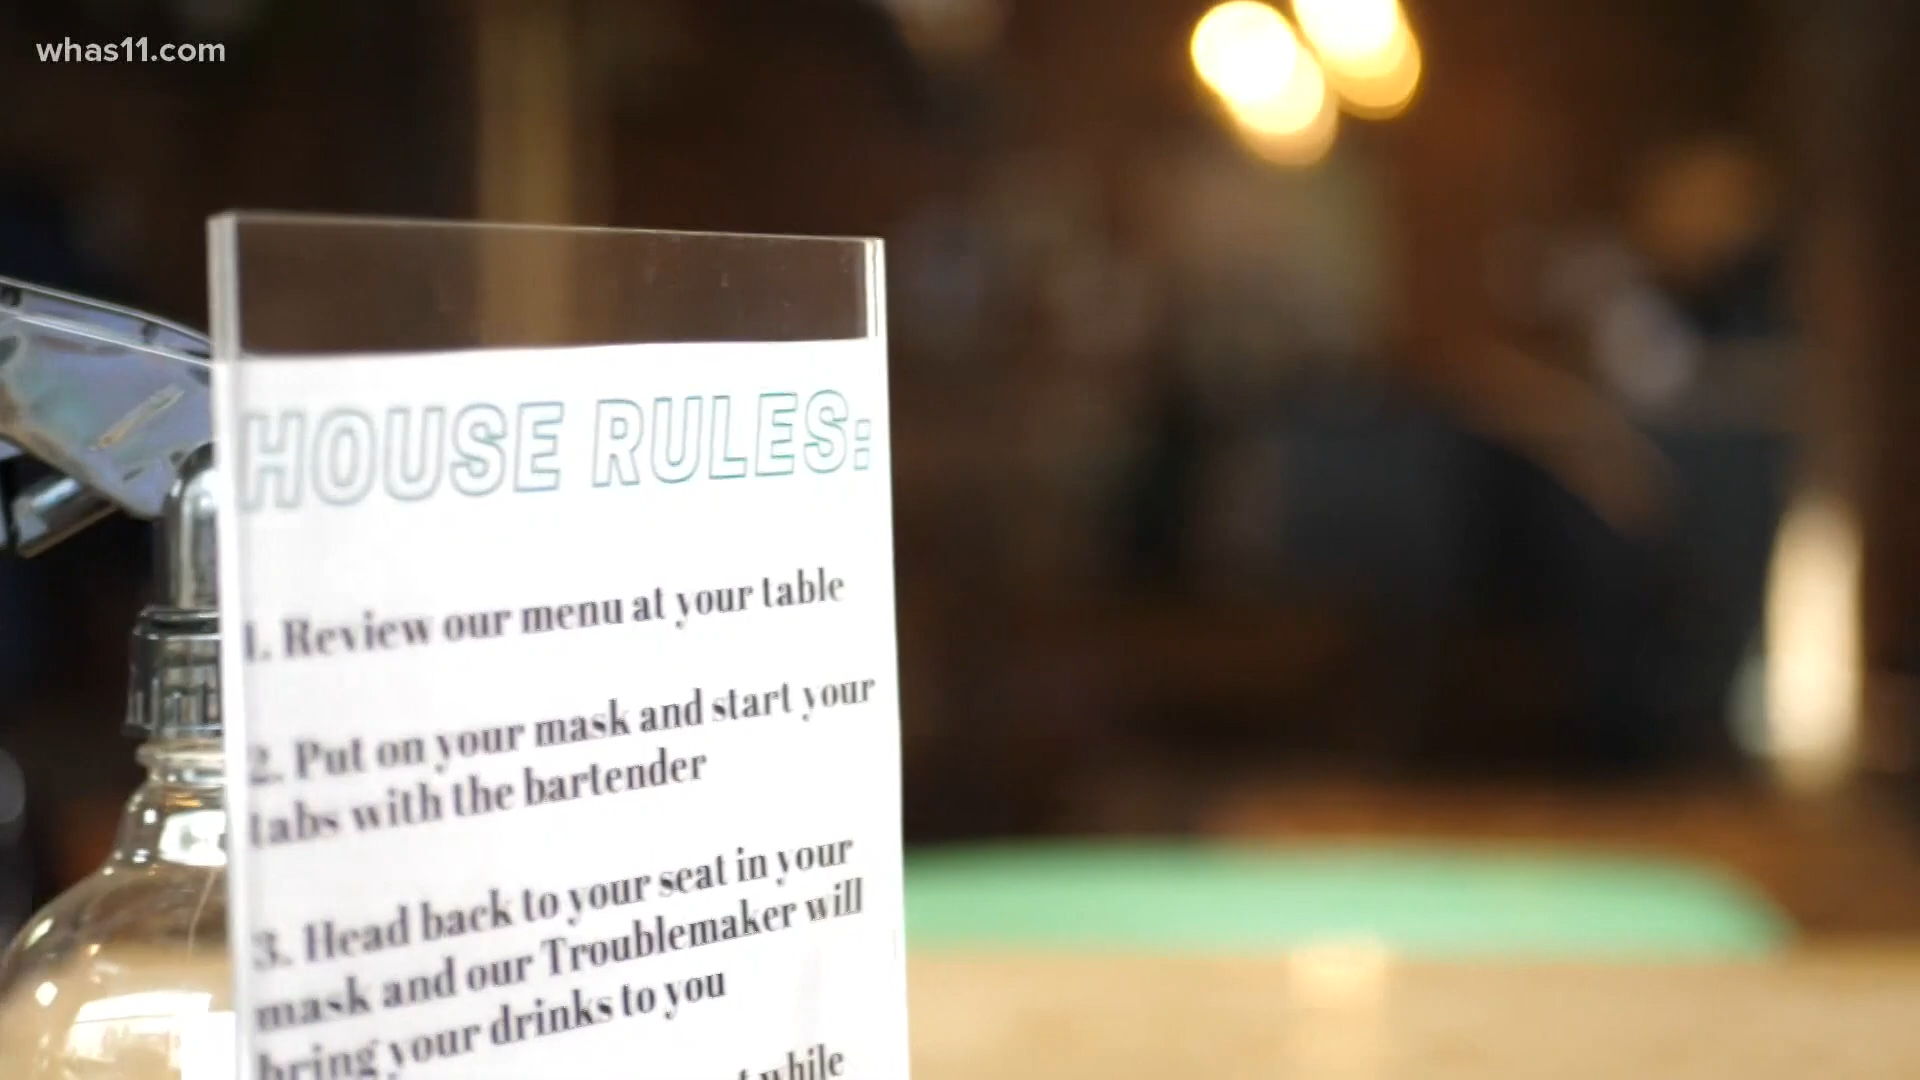 whas11.com
HOUSE RULES:
1. Review our menu at your table
2. Put on your mask and start your
tabs with the bartender
3. Head back to your seat in your
mask and our Troublemaker will
bring your drinks to you
while